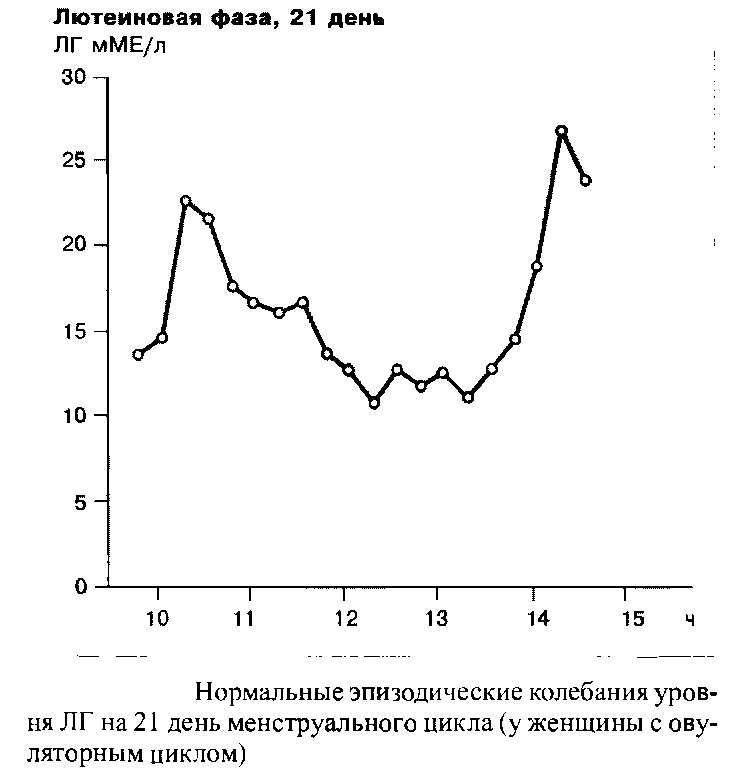 Лютеиновая фаза, 21 день
ЛГ мМЕ/л
30
25
20
15
10
5
0
10 11 12 13 14 15 ч
Нормальные эпизодические колебания уров-
ня ЛГ на 21 день менструального цикла (у женщины с ову-
ляторным циклом)